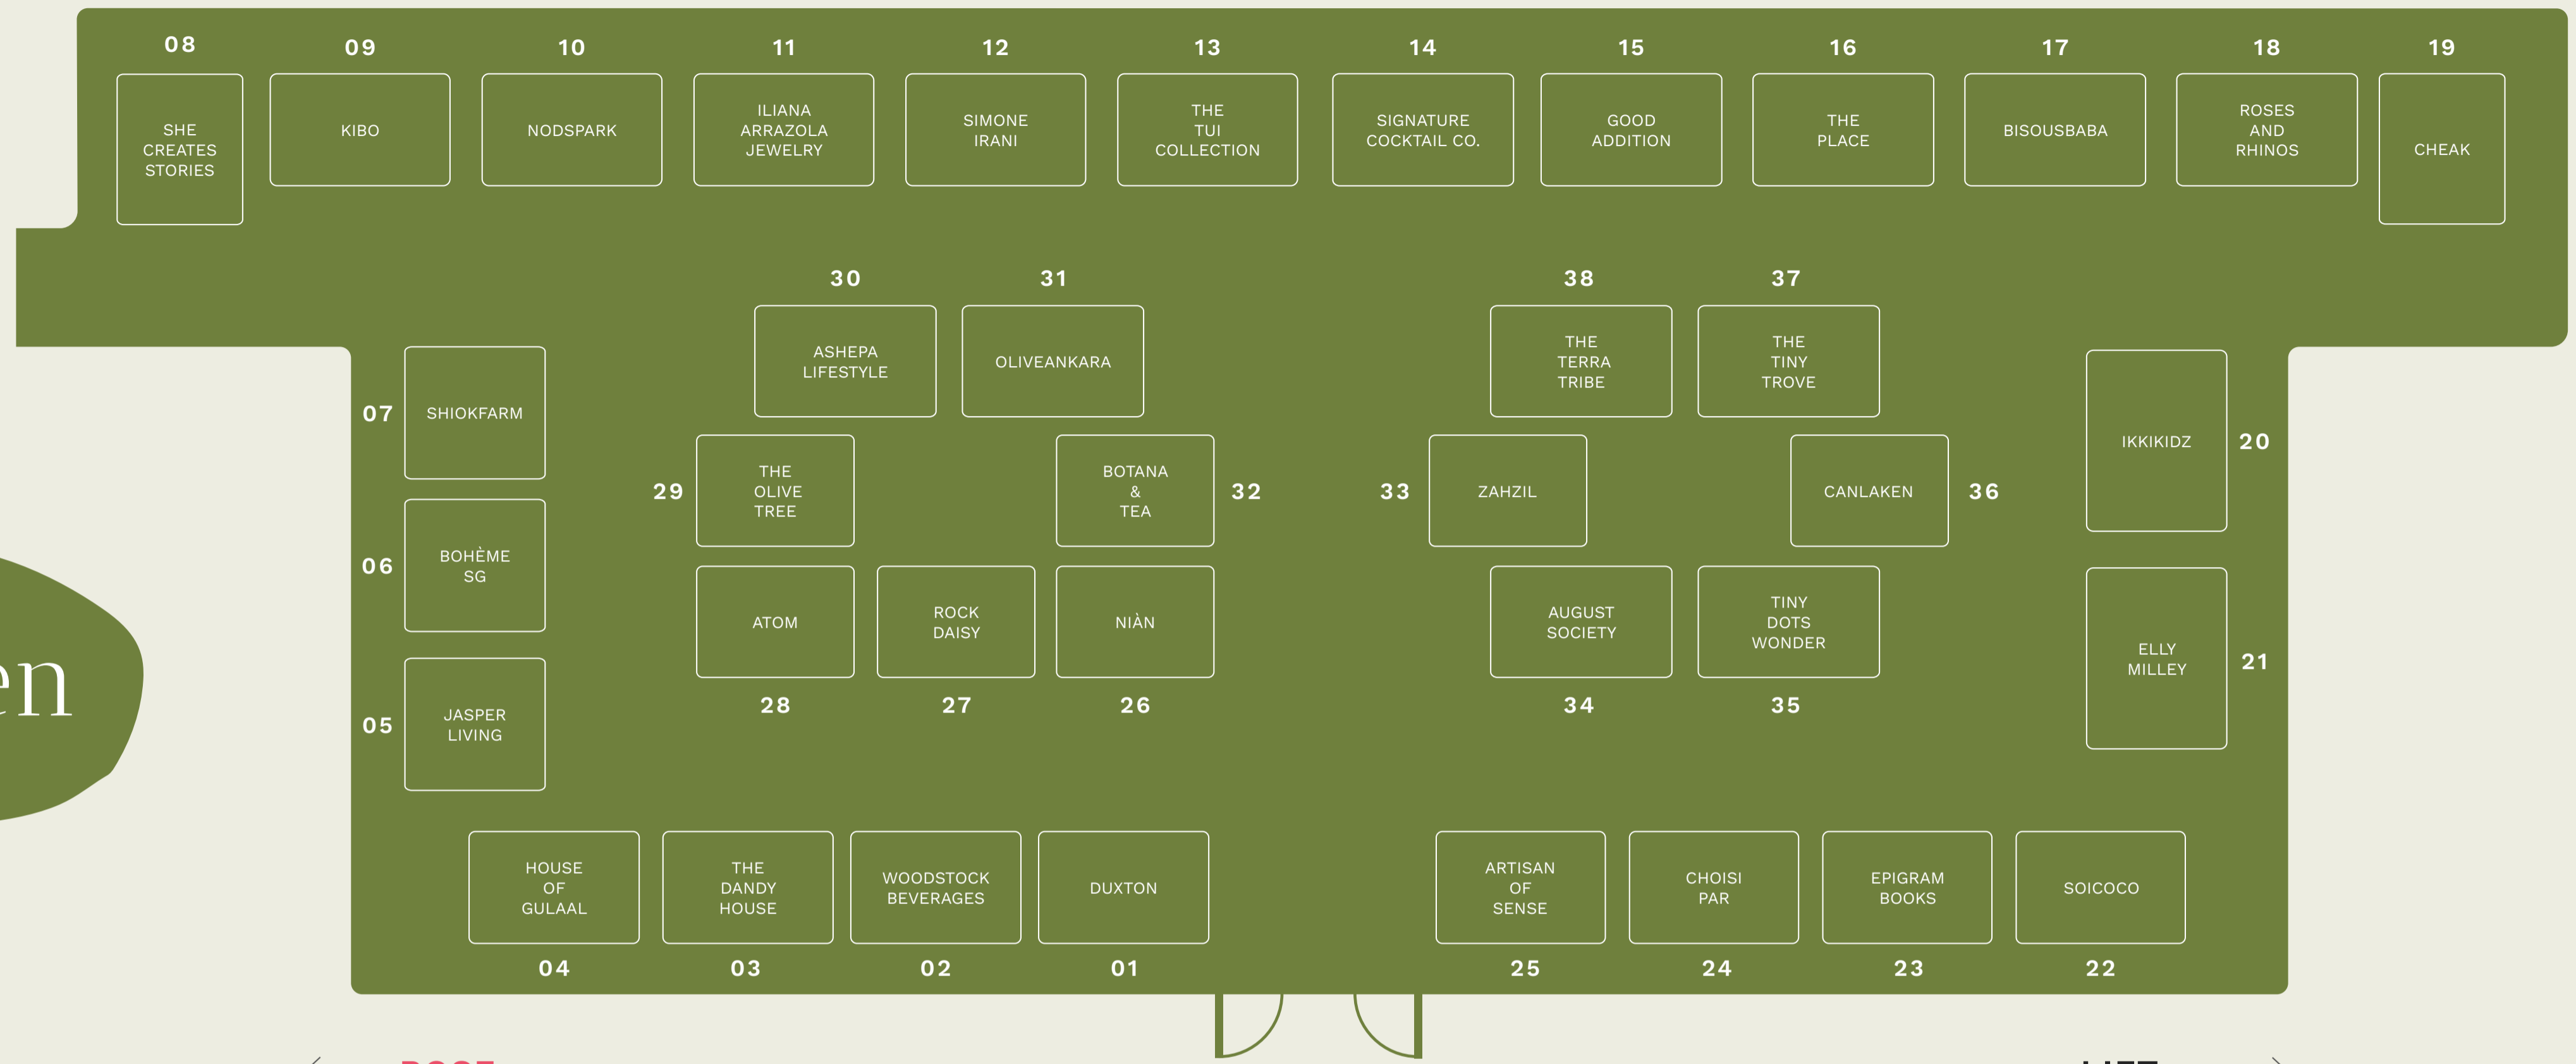 08
09
10
11
12
13
14
15
16
17
18
19
SHE
CREATES
STORIES
KIBO
NODSPARK
ILIANA
ARRAZOLA
JEWELRY
SIMONE
IRANI
THE
TUI
COLLECTION
SIGNATURE
COCKTAIL CO.
GOOD
ADDITION
THE
PLACE
BISOUSBABA
ROSES
AND
RHINOS
CHEAK
30
31
38
37
ASHEPA
LIFESTYLE
OLIVEANKARA
THE
TERRA
TRIBE
THE
TINY
TROVE
07
SHIOKFARM
IKKIKIDZ
20
29
THE
OLIVE
TREE
BOTANA
&
TEA
32
33
ZAHZIL
CANLAKEN
36
06
BOHÈME
SG
ATOM
ROCK
DAISY
NIÀN
AUGUST
SOCIETY
TINY
DOTS
WONDER
ELLY
MILLEY
21
28
27
26
34
35
en
05
JASPER
LIVING
HOUSE
OF
GULAAL
THE
DANDY
HOUSE
WOODSTOCK
BEVERAGES
DUXTON
ARTISAN
OF
SENSE
CHOISI
PAR
EPIGRAM
BOOKS
SOICOCO
04
03
02
01
25
24
23
22